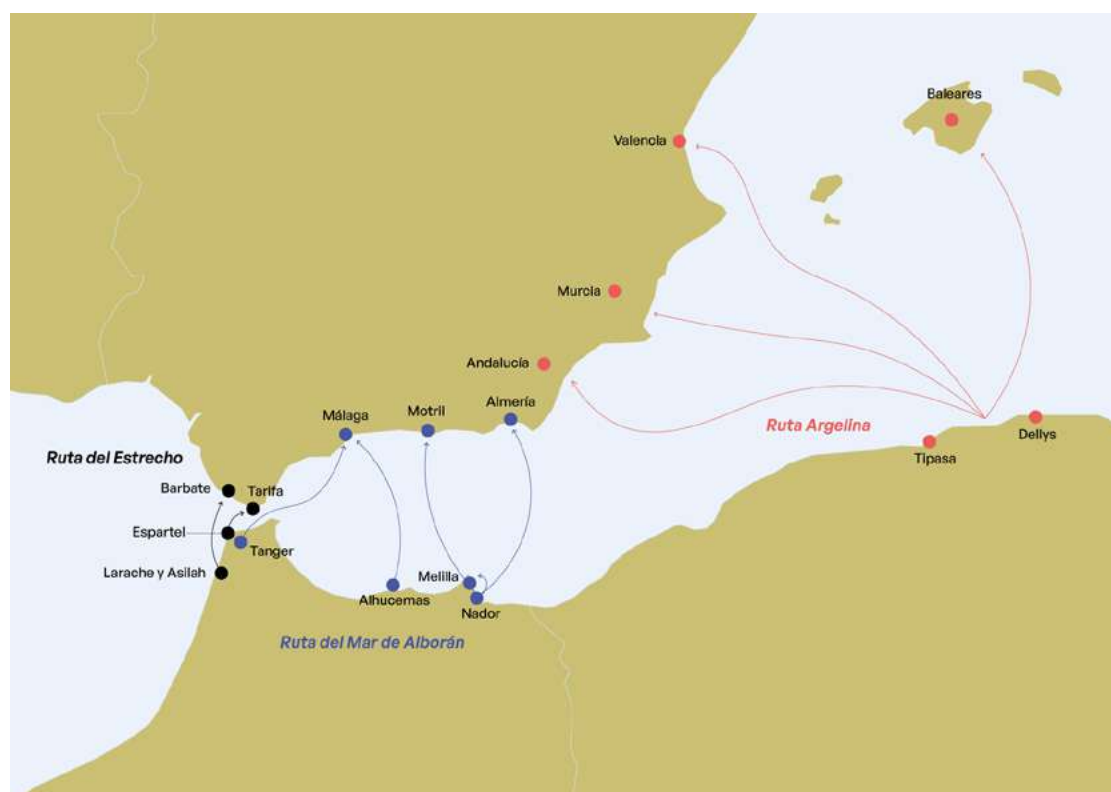 Baleares
Valencia
Murcia
Andalucía
Almería
Motril
Málaga
Ruta Argelina
Dellys
Tipasa
Ruta del Estrecho
Barbate
Tarifa
Espartel
Tanger
Larache y Asilah
Melilla
Alhucemas
Nador
Ruta del Mar de Alborán